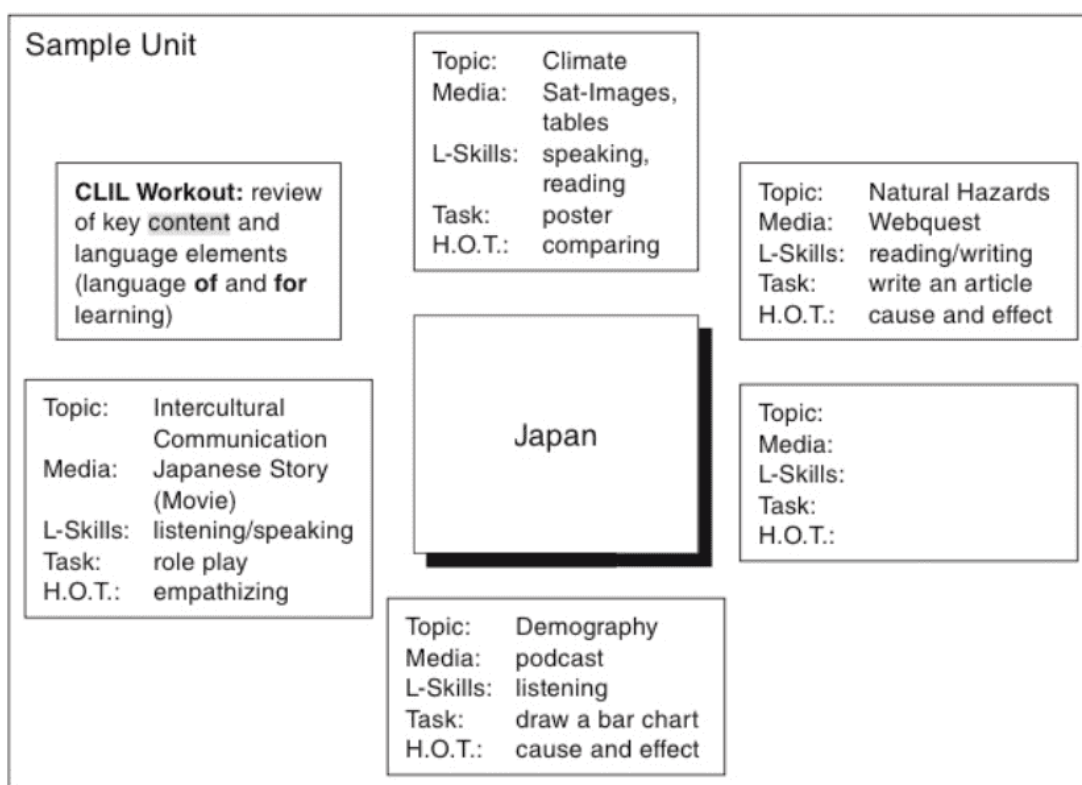 Sample Unit
Topic: Climate
Media: Sat-Images,
tables
L-Skills: speaking,
reading
Task: poster
H.O.T.: comparing
CLIL Workout: review
of key content and
language elements
(language of and for
learning)
Topic: Natural Hazards
Media: Webquest
L-Skills: reading/writing
Task: write an article
H.O.T.: cause and effect
Topic: Intercultural
Communication
Media: Japanese Story
(Movie)
L-Skills: listening/speaking
Task: role play
H.O.T.: empathizing
Japan
Topic:
Media:
L-Skills:
Task:
H.O.T.:
Topic: Demography
Media: podcast
L-Skills: listening
Task: draw a bar chart
H.O.T.: cause and effect